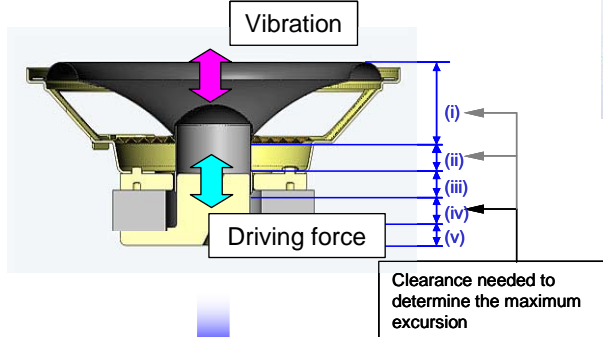 Vibration
(i)
(ii)
(iii)
(iv)
(v)
Driving force
Clearance needed to
determine the maximum
excursion